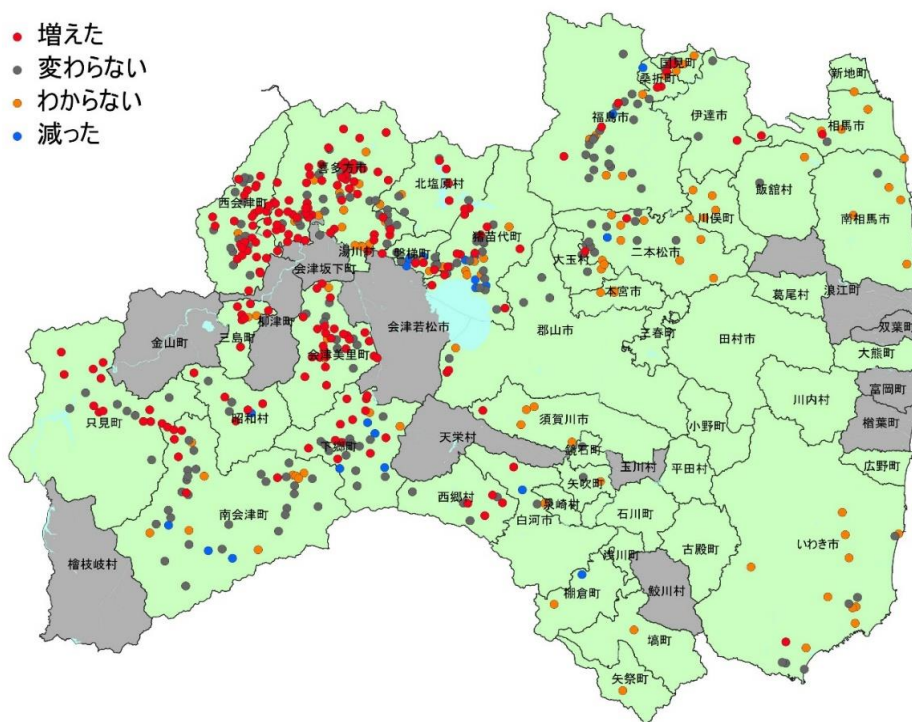 増えた
変わらない
わからない
減った
国見町
桑折町
新地町
福島市
伊達市
相馬市
喜多方市
北塩原村
飯舘村
西会津町
川俣町
南相馬市
猪苗代町
湯川村
磐梯町
大玉村
二本松市
会津坂下町
本宮市
葛尾村
浪江町
会津若松市
柳津町
金山町
三島町
郡山市
三春町
双葉町
田村市
会津美里町
大熊町
富岡町
川内村
只見町
昭和村
須賀川市
小野町
楢葉町
天栄村
下郷町
鏡石町
玉川村
平田村
広野町
矢吹町
西郷村
泉崎村
南会津町
白河市
石川町
古殿町
いわき市
浅川町
檜枝岐村
棚倉町
鮫川村
塙町
矢祭町